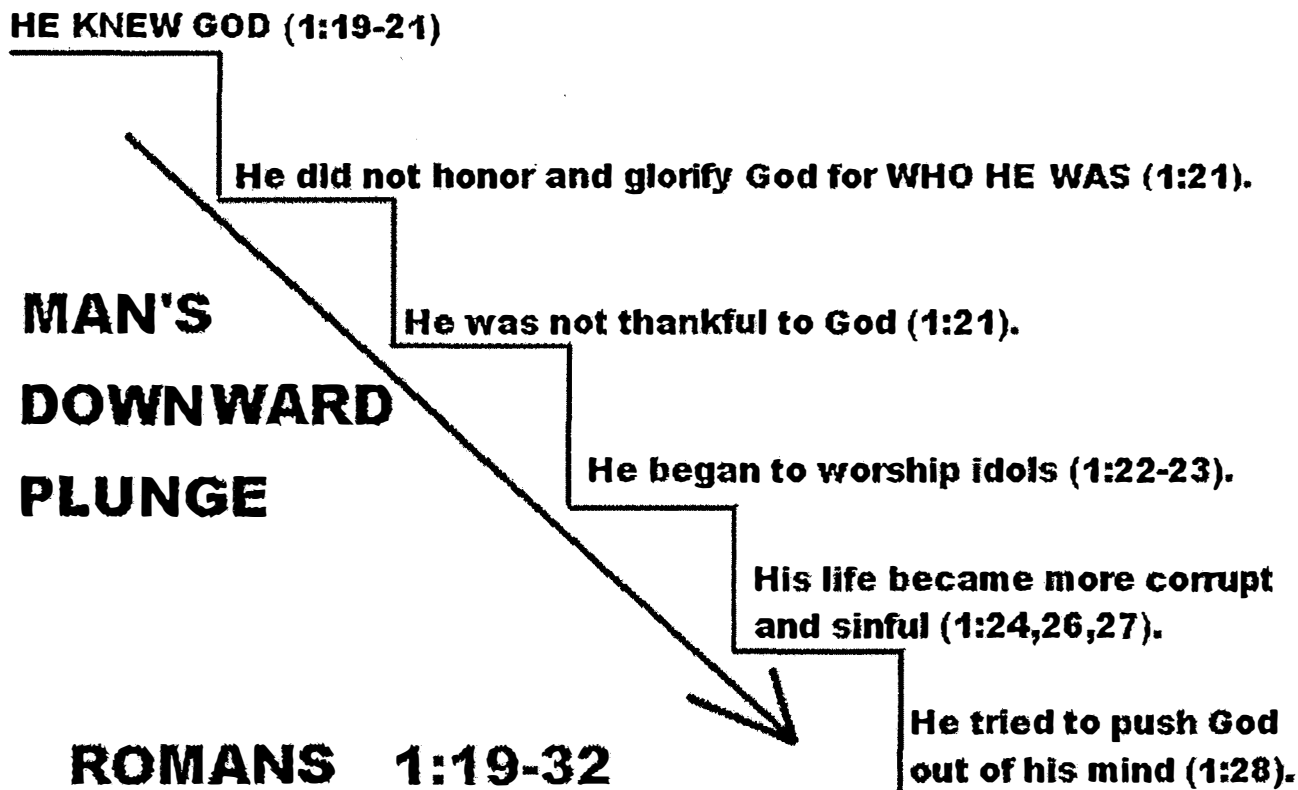 HE KNEW GOD (1:19-21)
He did not honor and glorify God for WHO HE WAS (1:21).
MAN'S
He was not thankful to God (1:21).
DOWNWARD
He began to worship idols (1:22-23).
PLUNGE
His life became more corrupt
and sinful (1:24,26,27).
He tried to push God
out of his mind (1:28).
ROMANS 1:19-32